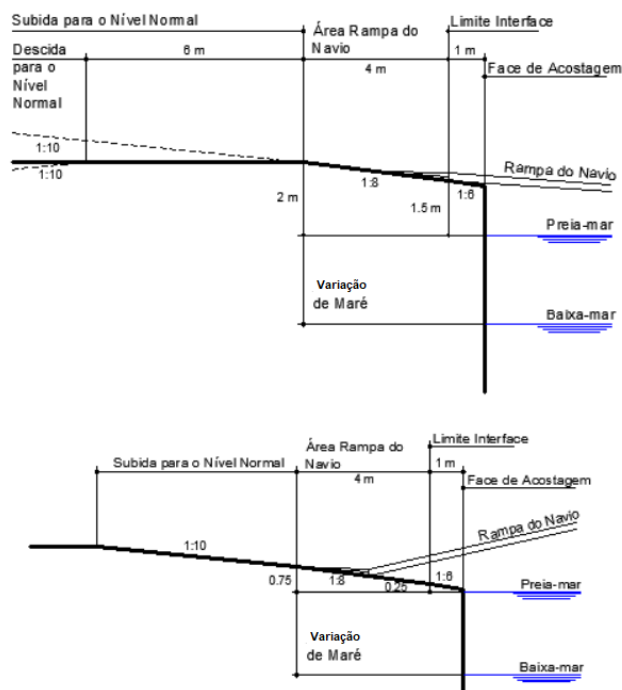 Subida para o Nível Normal
Área Rampa do
Navio
Limite Interface
Descida
para o
Nível
Normal
6 m
4 m
1 m
Face de Acostagem
1:10
1:10
1:8
1:6
Rampa do Navio
2 m
1.5 m
Preia-mar
Variação
de Maré
Baixa-mar
Área Rampa do
Navio
Limite Interface
Subida para o Nível Normal
4 m
1 m
Face de Acostagem
Rampa do Navio
1:10
0.75
1:8
0.25
1:6
Preia-mar
Variação
de Maré
Baixa-mar